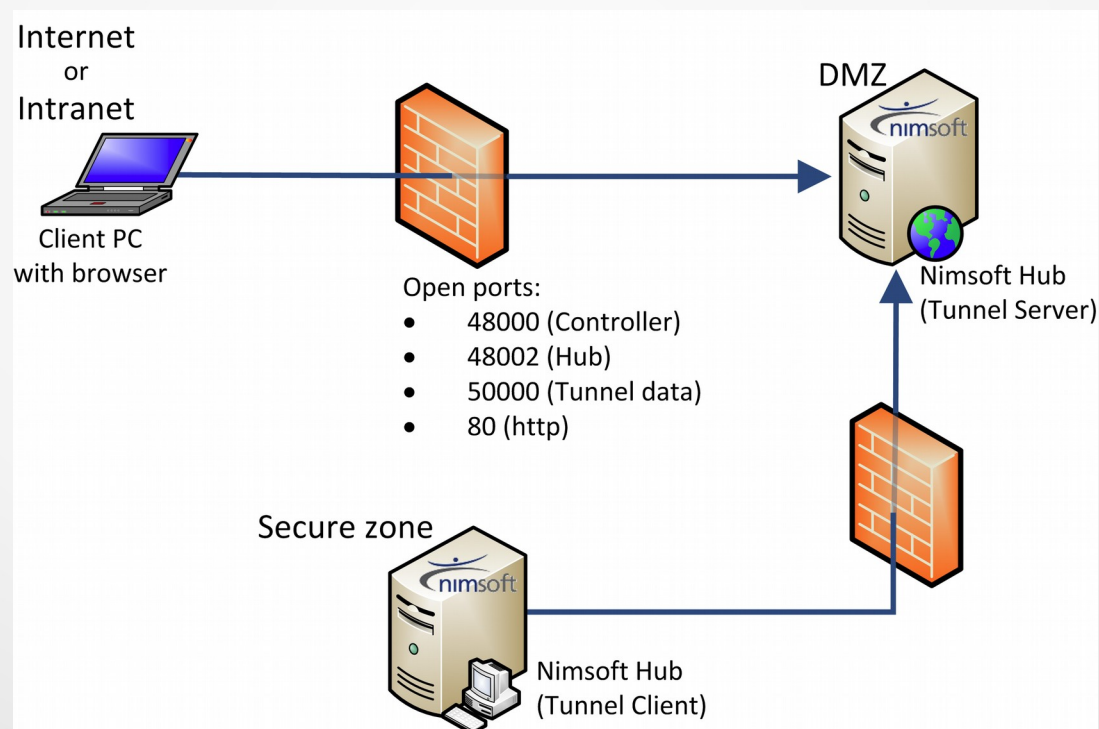 Internet
or
Intranet
Client PC
with browser
Open ports:
• 48000 (Controller)
• 48002 (Hub)
• 50000 (Tunnel data)
• 80 (http)
DMZ
nimsoft
Nimsoft Hub
(Tunnel Server)
Secure zone
nimsoft
Nimsoft Hub
(Tunnel Client)